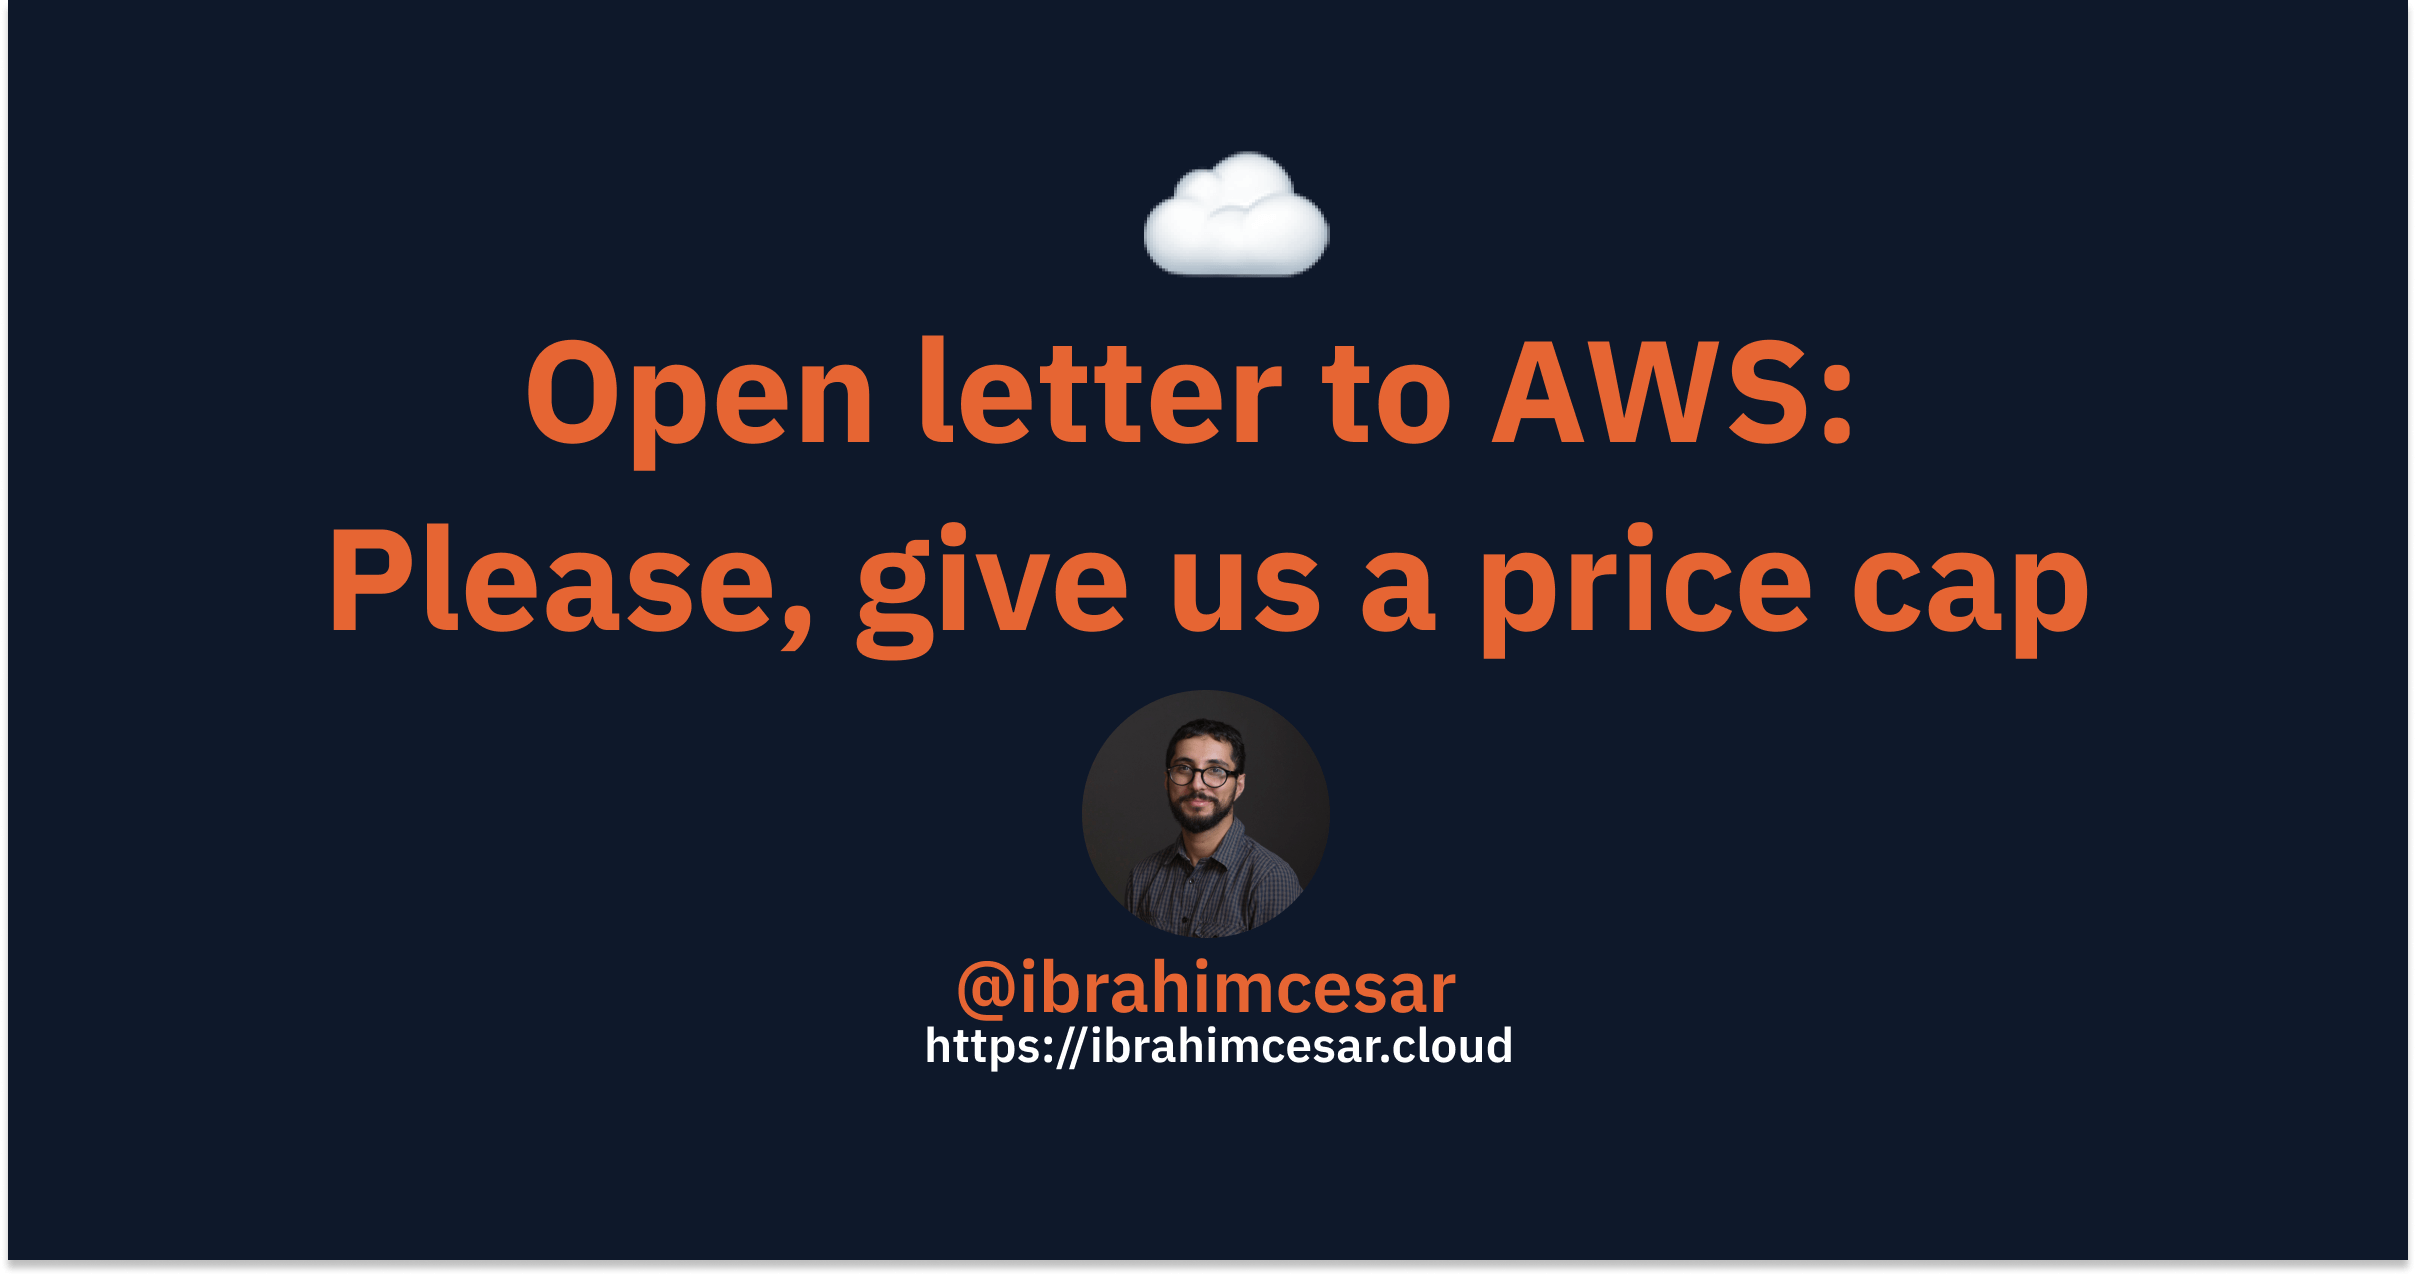 Open letter to AWS:
Please, give us a price cap
@ibrahimcesar
https://ibrahimcesar.cloud